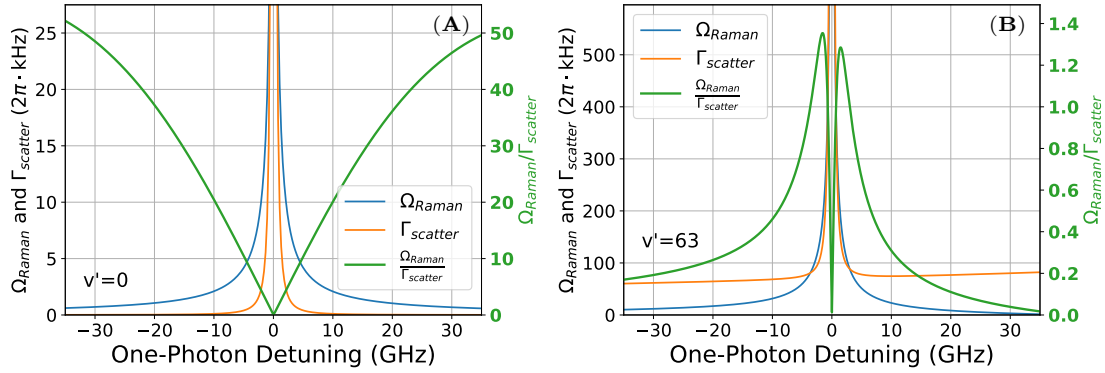 (A)
Ω_Raman and Γ_scatter (2π · kHz)
25
20
15
10
5
0
Ω_Raman
Γ_scatter
Ω_Raman/Γ_scatter
v'=0
−30 −20 −10 0 10 20 30
One-Photon Detuning (GHz)
50
40
30
20
10
0
Ω_Raman/Γ_scatter
(B)
Ω_Raman and Γ_scatter (2π · kHz)
500
400
300
200
100
0
Ω_Raman
Γ_scatter
Ω_Raman/Γ_scatter
v'=63
−30 −20 −10 0 10 20 30
One-Photon Detuning (GHz)
1.4
1.2
1.0
0.8
0.6
0.4
0.2
0.0
Ω_Raman/Γ_scatter